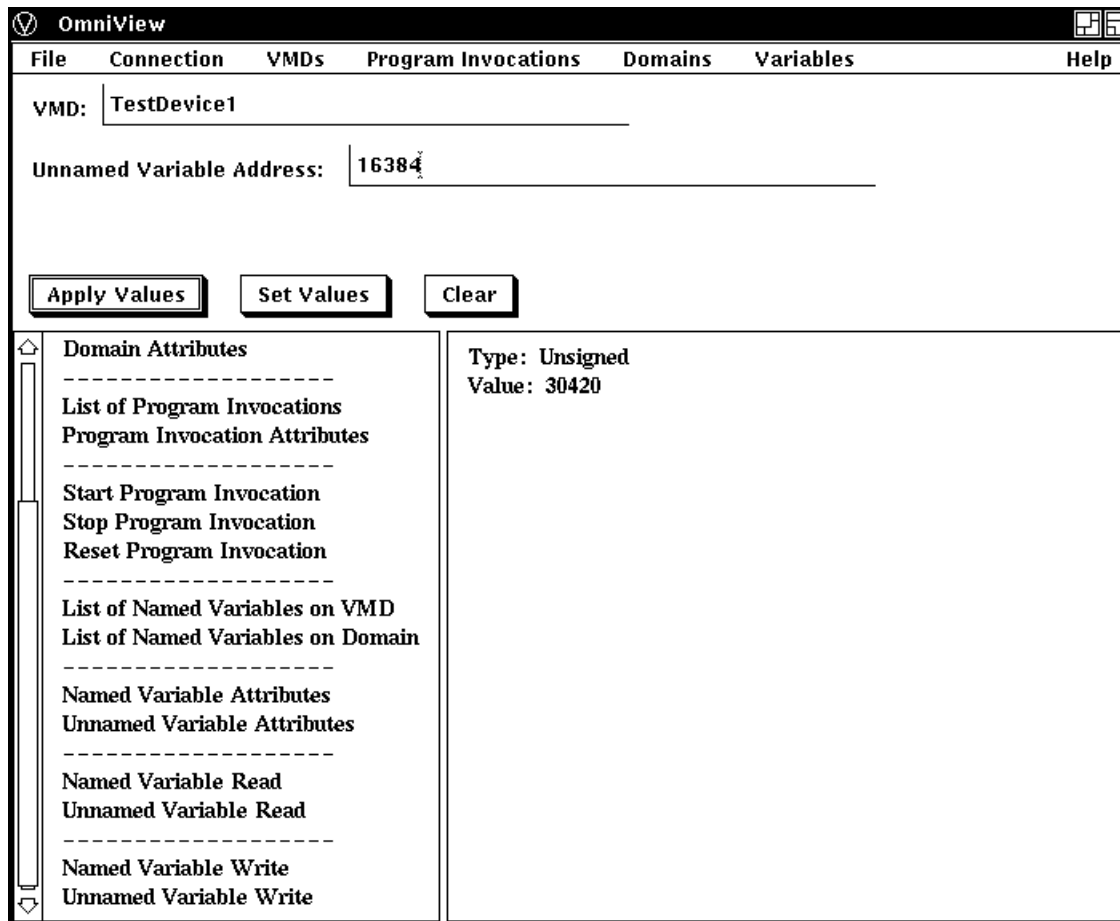 OmniView
File Connection VMDs Program Invocations Domains Variables Help
VMD: TestDevice1
Unnamed Variable Address: 16384
Apply Values Set Values Clear
Domain Attributes
--------------------
List of Program Invocations
Program Invocation Attributes
--------------------
Start Program Invocation
Stop Program Invocation
Reset Program Invocation
--------------------
List of Named Variables on VMD
List of Named Variables on Domain
--------------------
Named Variable Attributes
Unnamed Variable Attributes
--------------------
Named Variable Read
Unnamed Variable Read
--------------------
Named Variable Write
Unnamed Variable Write
Type: Unsigned
Value: 30420